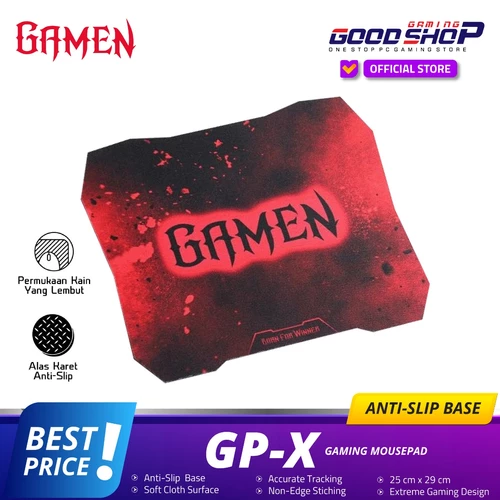 GAMEN
GAMING
GOODSHOP
ONE STOP PC GAMING STORE
OFFICIAL STORE
GAMEN
BORN FOR WINNER
Permukaan Kain
Yang Lembut
Alas Karet
Anti-Slip
ANTI-SLIP BASE
BEST
PRICE!
GP-X GAMING MOUSEPAD
• Anti-Slip Base
• Soft Cloth Surface
• Accurate Tracking
• Non-Edge Stiching
• 25 cm x 29 cm
• Extreme Gaming Design